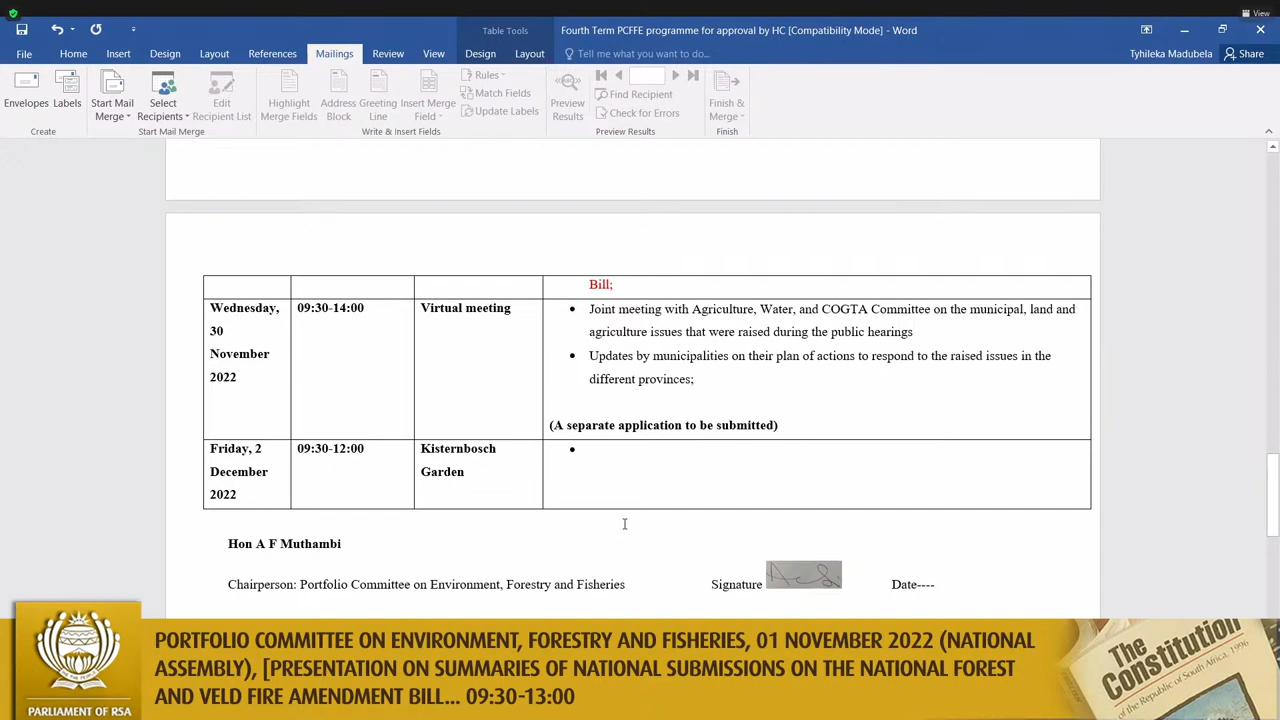 View
Table Tools
Fourth Term PCFFE programme for approval by HC [Compatibility Mode] - Word
File Home Insert Design Layout References Mailings Review View Design Layout Tell me what you want to do... Tyhileka Madubela Share
Envelopes Labels
Create
Start Mail Merge
Select Recipients
Edit Recipient List
Start Mail Merge
Highlight Merge Fields
Address Block
Greeting Line
Insert Merge Field
Rules
Match Fields
Update Labels
Write & Insert Fields
ABC
Preview Results
Find Recipient
Check for Errors
Preview Results
Finish & Merge
Finish
Bill;
Wednesday,
30
November
2022
09:30-14:00
Virtual meeting
• Joint meeting with Agriculture, Water, and COGTA Committee on the municipal, land and
agriculture issues that were raised during the public hearings
• Updates by municipalities on their plan of actions to respond to the raised issues in the
different provinces;
(A separate application to be submitted)
Friday, 2
December
2022
09:30-12:00
Kisternbosch
Garden
•
Hon A F Muthambi
Chairperson: Portfolio Committee on Environment, Forestry and Fisheries Signature Date----
PORTFOLIO COMMITTEE ON ENVIRONMENT, FORESTRY AND FISHERIES, 01 NOVEMBER 2022 (NATIONAL
ASSEMBLY), [PRESENTATION ON SUMMARIES OF NATIONAL SUBMISSIONS ON THE NATIONAL FOREST
AND VELD FIRE AMENDMENT BILL... 09:30-13:00
PARLIAMENT OF RSA
The
Constitution
of the Republic of South Africa, 1996